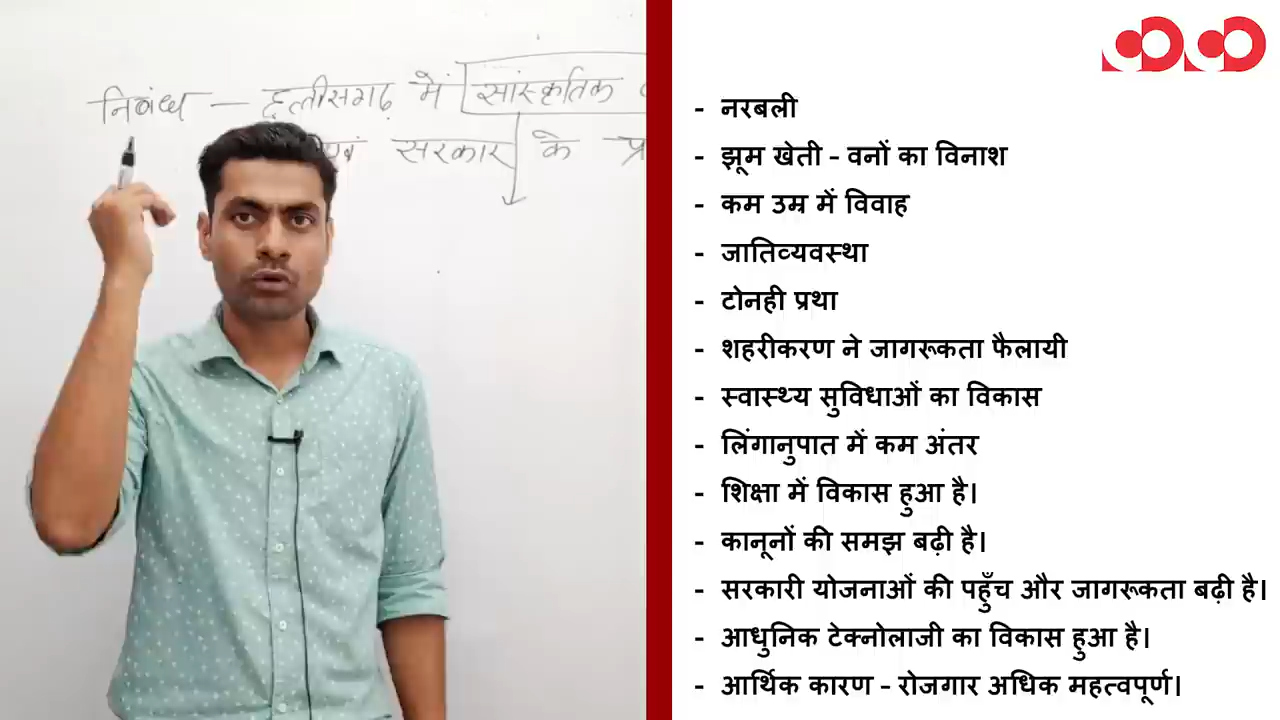 निबंध — छत्तीसगढ़ में सांस्कृतिक
एवं सरकार के
- नरबली
- झूम खेती - वनों का विनाश
- कम उम्र में विवाह
- जातिव्यवस्था
- टोनही प्रथा
- शहरीकरण ने जागरूकता फैलायी
- स्वास्थ्य सुविधाओं का विकास
- लिंगानुपात में कम अंतर
- शिक्षा में विकास हुआ है।
- कानूनों की समझ बढ़ी है।
- सरकारी योजनाओं की पहुँच और जागरूकता बढ़ी है।
- आधुनिक टेक्नोलाजी का विकास हुआ है।
- आर्थिक कारण - रोजगार अधिक महत्वपूर्ण।